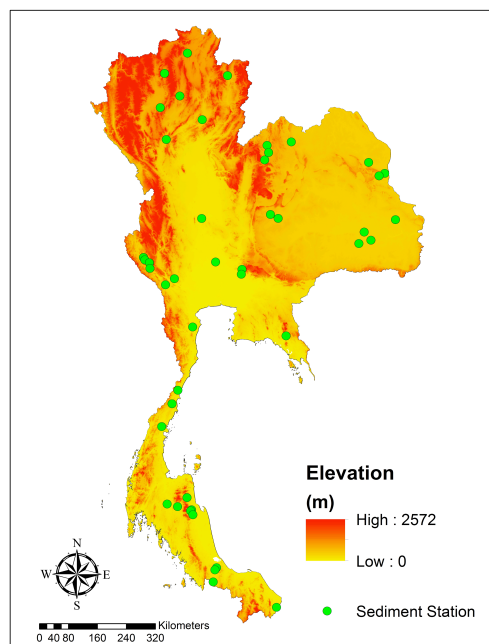 Elevation
(m)
High : 2572
Low : 0
Sediment Station
N
W E
S
Kilometers
0 40 80 160 240 320